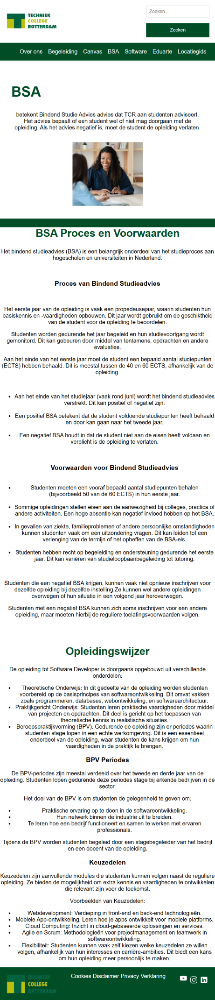 TECHNIEK
COLLEGE
ROTTERDAM
Zoeken...
Zoeken
Over ons Begeleiding Canvas BSA Software Eduarte Locatiegids
BSA
betekent Bindend Studie Advies advies dat TCR aan studenten adviseert.
Het advies bepaalt of een student wel of niet mag doorgaan met de
opleiding. Als het advies negatief is, moet de student de opleiding verlaten.
BSA Proces en Voorwaarden
Het bindend studieadvies (BSA) is een belangrijk onderdeel van het studieproces aan
hogescholen en universiteiten in Nederland.
Proces van Bindend Studieadvies
Het eerste jaar van de opleiding is vaak een propedeusejaar, waarin studenten hun
basiskennis en -vaardigheden opbouwen. Dit jaar wordt gebruikt om de geschiktheid
van de student voor de opleiding te beoordelen.
Studenten worden gedurende het jaar begeleid en hun studievoortgang wordt
gemonitord. Dit kan gebeuren door middel van tentamens, opdrachten en andere
evaluaties.
Aan het einde van het eerste jaar moet de student een bepaald aantal studiepunten
(ECTS) hebben behaald. Dit is meestal tussen de 40 en 60 ECTS, afhankelijk van de
opleiding.
• Aan het einde van het studiejaar (vaak rond juni) wordt het bindend studieadvies
verstrekt. Dit kan positief of negatief zijn.
• Een positief BSA betekent dat de student voldoende studiepunten heeft behaald
en door kan gaan naar het tweede jaar.
• Een negatief BSA houdt in dat de student niet aan de eisen heeft voldaan en
verplicht is de opleiding te verlaten.
Voorwaarden voor Bindend Studieadvies
• Studenten moeten een vooraf bepaald aantal studiepunten behalen
(bijvoorbeeld 50 van de 60 ECTS) in hun eerste jaar.
• Sommige opleidingen stellen eisen aan de aanwezigheid bij colleges, practica of
andere activiteiten. Een hoge absentie kan negatief invloed hebben op het BSA.
• In gevallen van ziekte, familieproblemen of andere persoonlijke omstandigheden
kunnen studenten vaak om een uitzondering vragen. Dit kan leiden tot een
verlenging van de termijn of het opheffen van de BSA-eis.
• Studenten hebben recht op begeleiding en ondersteuning gedurende het eerste
jaar. Dit kan variëren van studieloopbaanbegeleiding tot tutoring.
Studenten die een negatief BSA krijgen, kunnen vaak niet opnieuw inschrijven voor
dezelfde opleiding bij dezelfde instelling.Ze kunnen wel andere opleidingen
overwegen of hun situatie in een volgend jaar heroverwegen.
Studenten met een negatief BSA kunnen zich soms inschrijven voor een andere
opleiding, maar moeten hierbij de reguliere toelatingsvoorwaarden volgen.
Opleidingswijzer
De opleiding tot Software Developer is doorgaans opgebouwd uit verschillende
onderdelen:
• Theoretische Onderwijs: In dit gedeelte van de opleiding worden studenten
voorbereid op de basisprincipes van softwareontwikkeling. Dit omvat vakken
zoals programmeren, databases, webontwikkeling, en softwarearchitectuur.
• Praktijkgericht Onderwijs: Studenten leren praktische vaardigheden door middel
van projecten en opdrachten. Dit deel is gericht op het toepassen van
theoretische kennis in realistische situaties.
• Beroepspraktijkvorming (BPV): Gedurende de opleiding zijn er periodes waarin
studenten stage lopen in een echte werkomgeving. Dit is een essentieel
onderdeel van de opleiding, waar studenten de kans krijgen om hun
vaardigheden in de praktijk te brengen.
BPV Periodes
De BPV-periodes zijn meestal verdeeld over het tweede en derde jaar van de
opleiding. Studenten lopen gedurende deze periodes stage bij erkende bedrijven in de
sector.
Het doel van de BPV is om studenten de gelegenheid te geven om:
• Praktische ervaring op te doen in de softwareontwikkeling.
• Hun netwerk binnen de industrie uit te breiden.
• Te leren hoe een bedrijf functioneert en samen te werken met ervaren
professionals.
Tijdens de BPV worden studenten begeleid door een stagebegeleider van het bedrijf
en een docent van de opleiding.
Keuzedelen
Keuzedelen zijn aanvullende modules die studenten kunnen volgen naast de reguliere
opleiding. Ze bieden de mogelijkheid om extra kennis en vaardigheden te ontwikkelen
die relevant zijn voor de toekomst.
Voorbeelden van Keuzedelen:
• Webdevelopment: Verdieping in front-end en back-end technologieën.
• Mobiele App-ontwikkeling: Leren hoe je apps ontwikkelt voor mobiele platforms.
• Cloud Computing: Inzicht in cloud-gebaseerde oplossingen en services.
• Agile en Scrum: Methodologieën voor projectmanagement en teamwerk in
softwareontwikkeling.
• Flexibiliteit: Studenten kunnen vaak zelf kiezen welke keuzedelen ze willen
volgen, afhankelijk van hun interesses en carrière-ambities. Dit biedt een kans
om hun opleiding meer persoonlijk te maken.
TECHNIEK
COLLEGE
ROTTERDAM
Cookies Disclaimer Privacy Verklaring